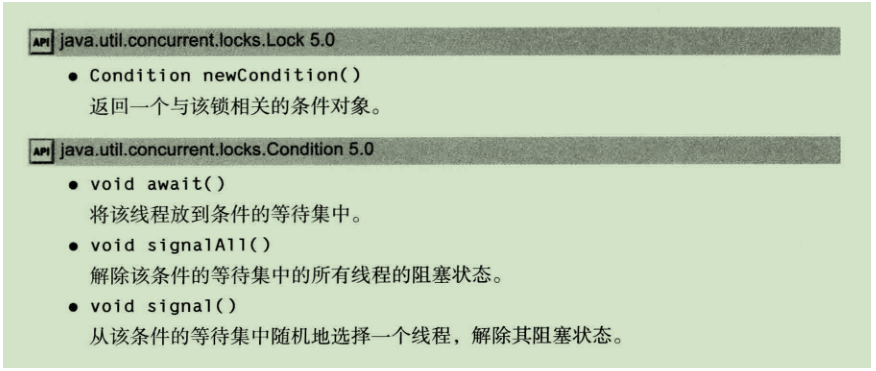 API java.util.concurrent.locks.Lock 5.0
● Condition newCondition()
返回一个与该锁相关的条件对象。
API java.util.concurrent.locks.Condition 5.0
● void await()
将该线程放到条件的等待集中。
● void signalAll()
解除该条件的等待集中的所有线程的阻塞状态。
● void signal()
从该条件的等待集中随机地选择一个线程，解除其阻塞状态。